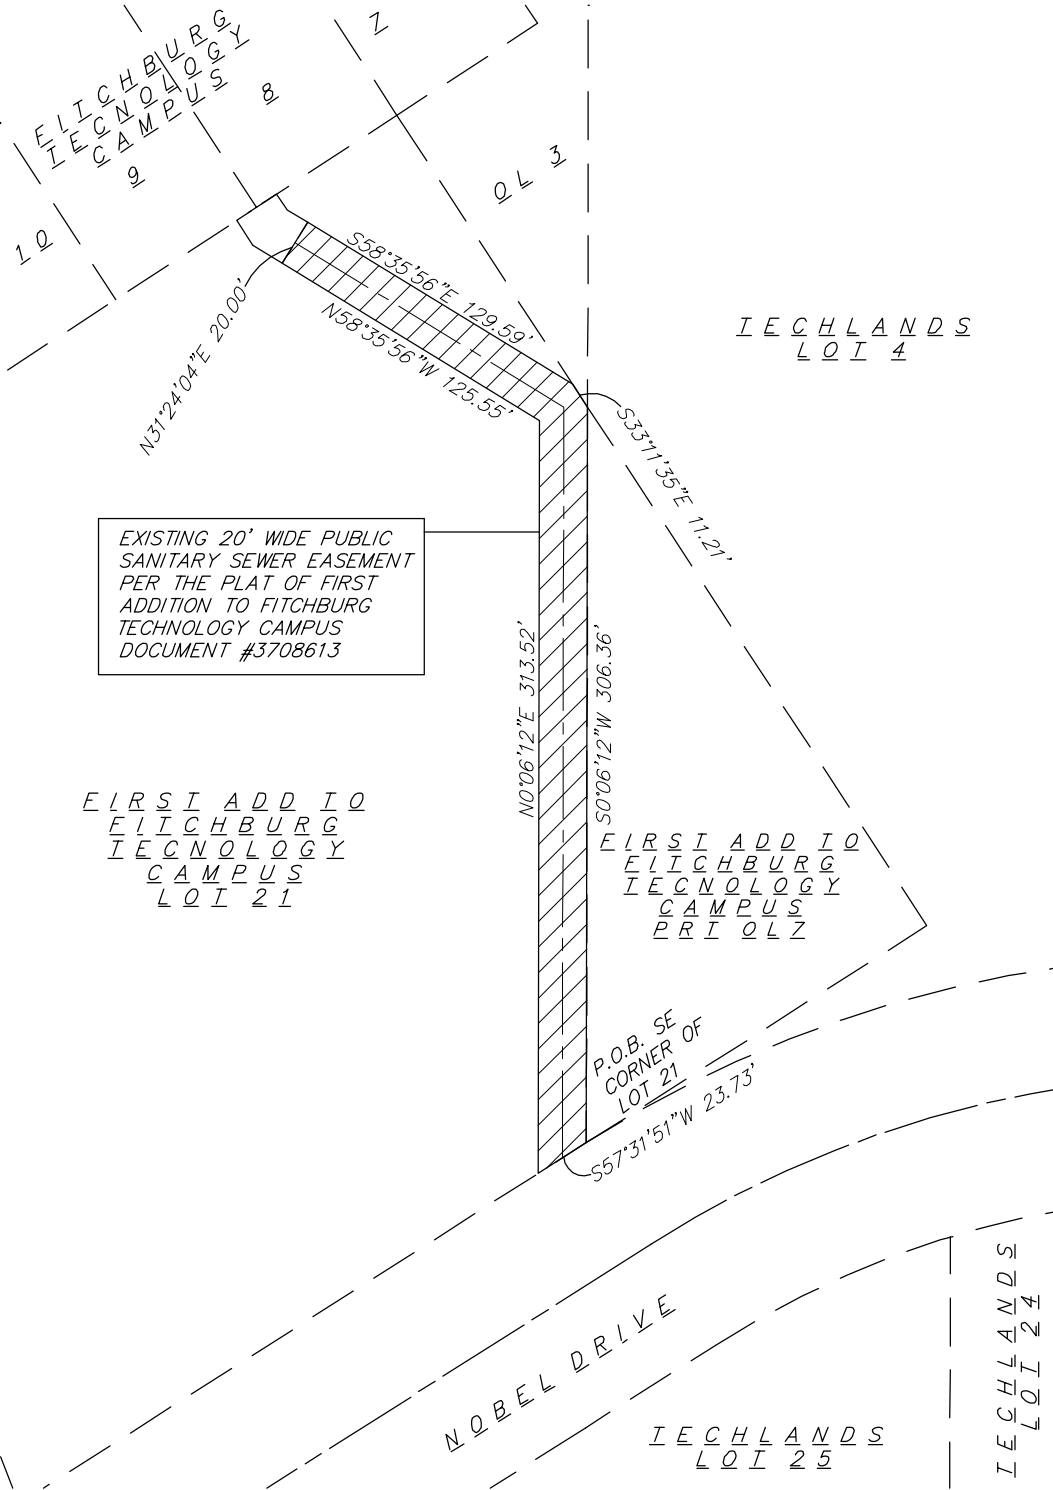 FITCHBURG
TECNOLOGY
CAMPUS
7
8
9
10
OL 3
S58°35'56"E 129.59'
N58°35'56"W 125.55'
N31°24'04"E 20.00'
TECHLANDS
LOT 4
S33°11'35"E 11.21'
EXISTING 20' WIDE PUBLIC
SANITARY SEWER EASEMENT
PER THE PLAT OF FIRST
ADDITION TO FITCHBURG
TECHNOLOGY CAMPUS
DOCUMENT #3708613
N0°06'12"E 313.52'
S0°06'12"W 306.36'
FIRST ADD TO
FITCHBURG
TECNOLOGY
CAMPUS
LOT 21
FIRST ADD TO
FITCHBURG
TECNOLOGY
CAMPUS
PRT OL7
P.O.B. SE
CORNER OF
LOT 21
S57°31'51"W 23.73'
NOBEL DRIVE
TECHLANDS
LOT 24
TECHLANDS
LOT 25